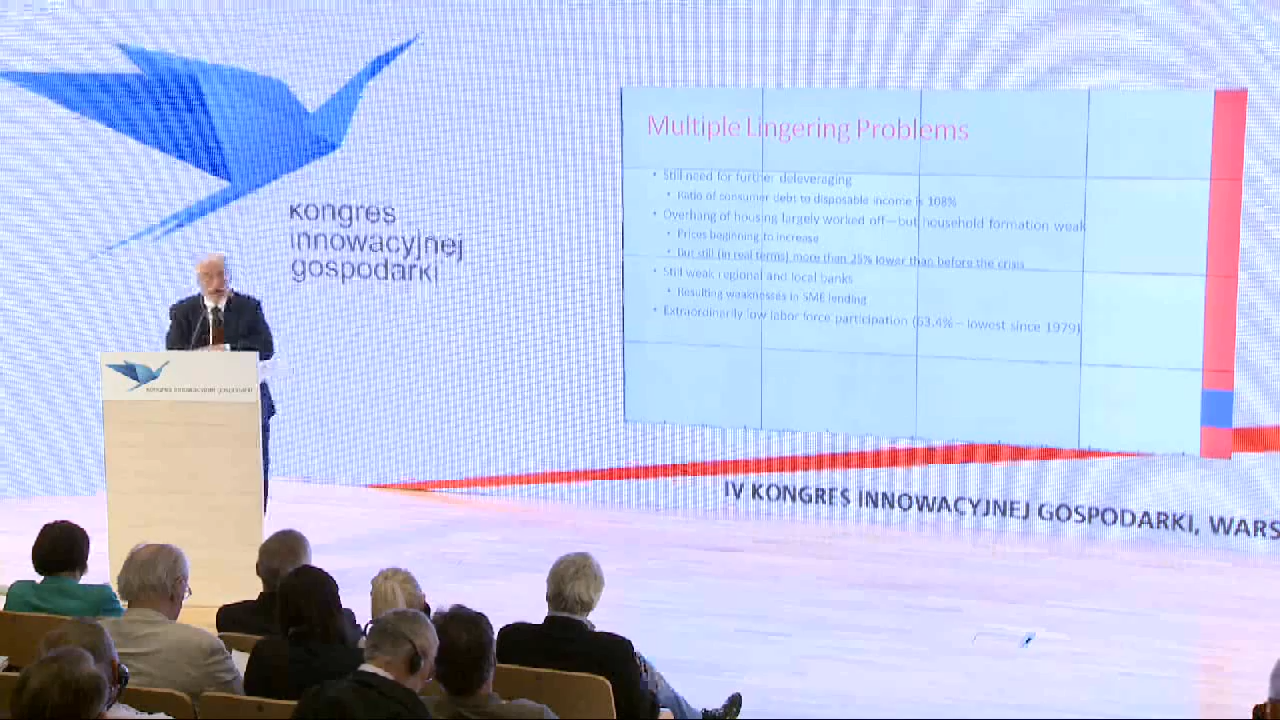 kongres
innowacyjnej
gospodarki
Multiple Lingering Problems
• Still need for further deleveraging
• Ratio of consumer debt to disposable income is 108%
• Overhang of housing largely worked off—but household formation weak
• Prices beginning to increase
• But still (in real terms) more than 25% lower than before the crisis
• Still weak regional and local banks
• Resulting weaknesses in SME lending
• Extraordinarily low labor force participation (63.4%—lowest since 1979)
kongres innowacyjnej gospodarki
IV KONGRES INNOWACYJNEJ GOSPODARKI, WARS